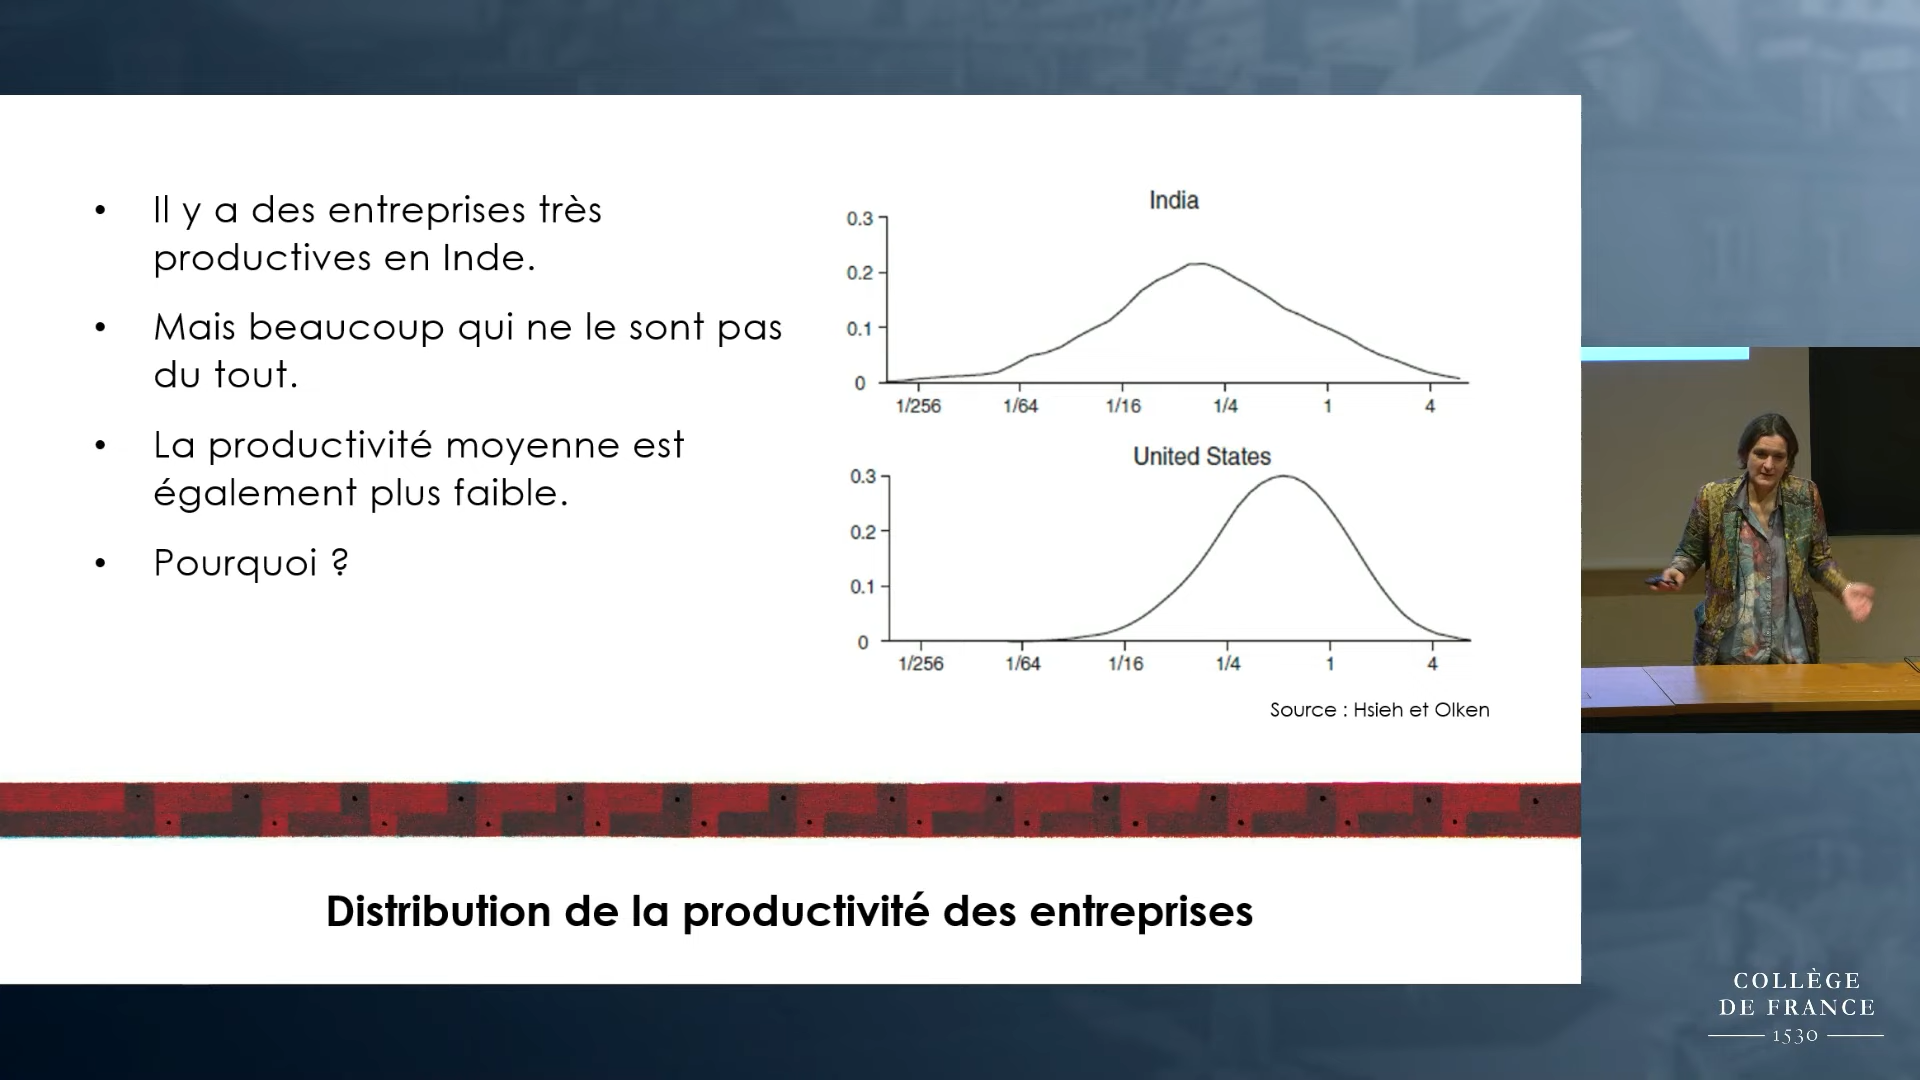 • Il y a des entreprises très
productives en Inde.
• Mais beaucoup qui ne le sont pas
du tout.
• La productivité moyenne est
également plus faible.
• Pourquoi ?
India
0.3
0.2
0.1
0
1/256 1/64 1/16 1/4 1 4
United States
0.3
0.2
0.1
0
1/256 1/64 1/16 1/4 1 4
Source : Hsieh et Olken
Distribution de la productivité des entreprises
COLLÈGE
DE FRANCE
1530